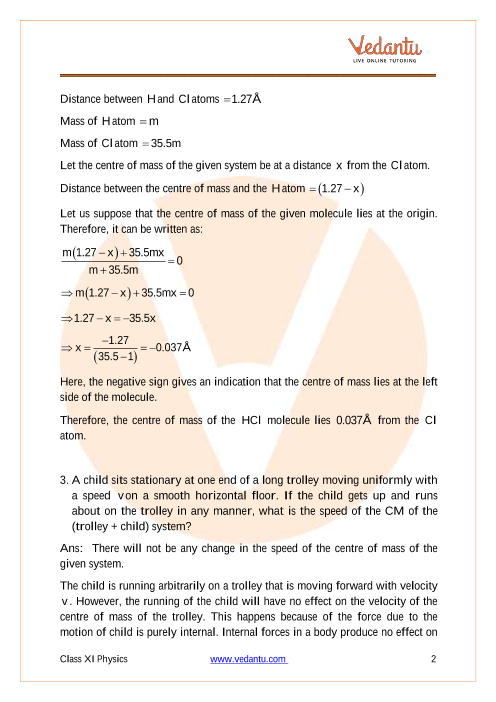 Vedantu
LIVE ONLINE TUTORING
Distance between H and Cl atoms =1.27Å
Mass of H atom = m
Mass of Cl atom = 35.5m
Let the centre of mass of the given system be at a distance x from the Cl atom.
Distance between the centre of mass and the H atom = (1.27 − x)
Let us suppose that the centre of mass of the given molecule lies at the origin.
Therefore, it can be written as:
m(1.27 − x) + 35.5mx
m + 35.5m
= 0
⇒ m(1.27 − x) + 35.5mx = 0
⇒ 1.27 − x = −35.5x
⇒ x = −1.27 / (35.5 − 1) = −0.037Å
Here, the negative sign gives an indication that the centre of mass lies at the left
side of the molecule.
Therefore, the centre of mass of the HCl molecule lies 0.037Å from the Cl
atom.
3. A child sits stationary at one end of a long trolley moving uniformly with
a speed v on a smooth horizontal floor. If the child gets up and runs
about on the trolley in any manner, what is the speed of the CM of the
(trolley + child) system?
Ans: There will not be any change in the speed of the centre of mass of the
given system.
The child is running arbitrarily on a trolley that is moving forward with velocity
v. However, the running of the child will have no effect on the velocity of the
centre of mass of the trolley. This happens because of the force due to the
motion of child is purely internal. Internal forces in a body produce no effect on
Class XI Physics www.vedantu.com 2